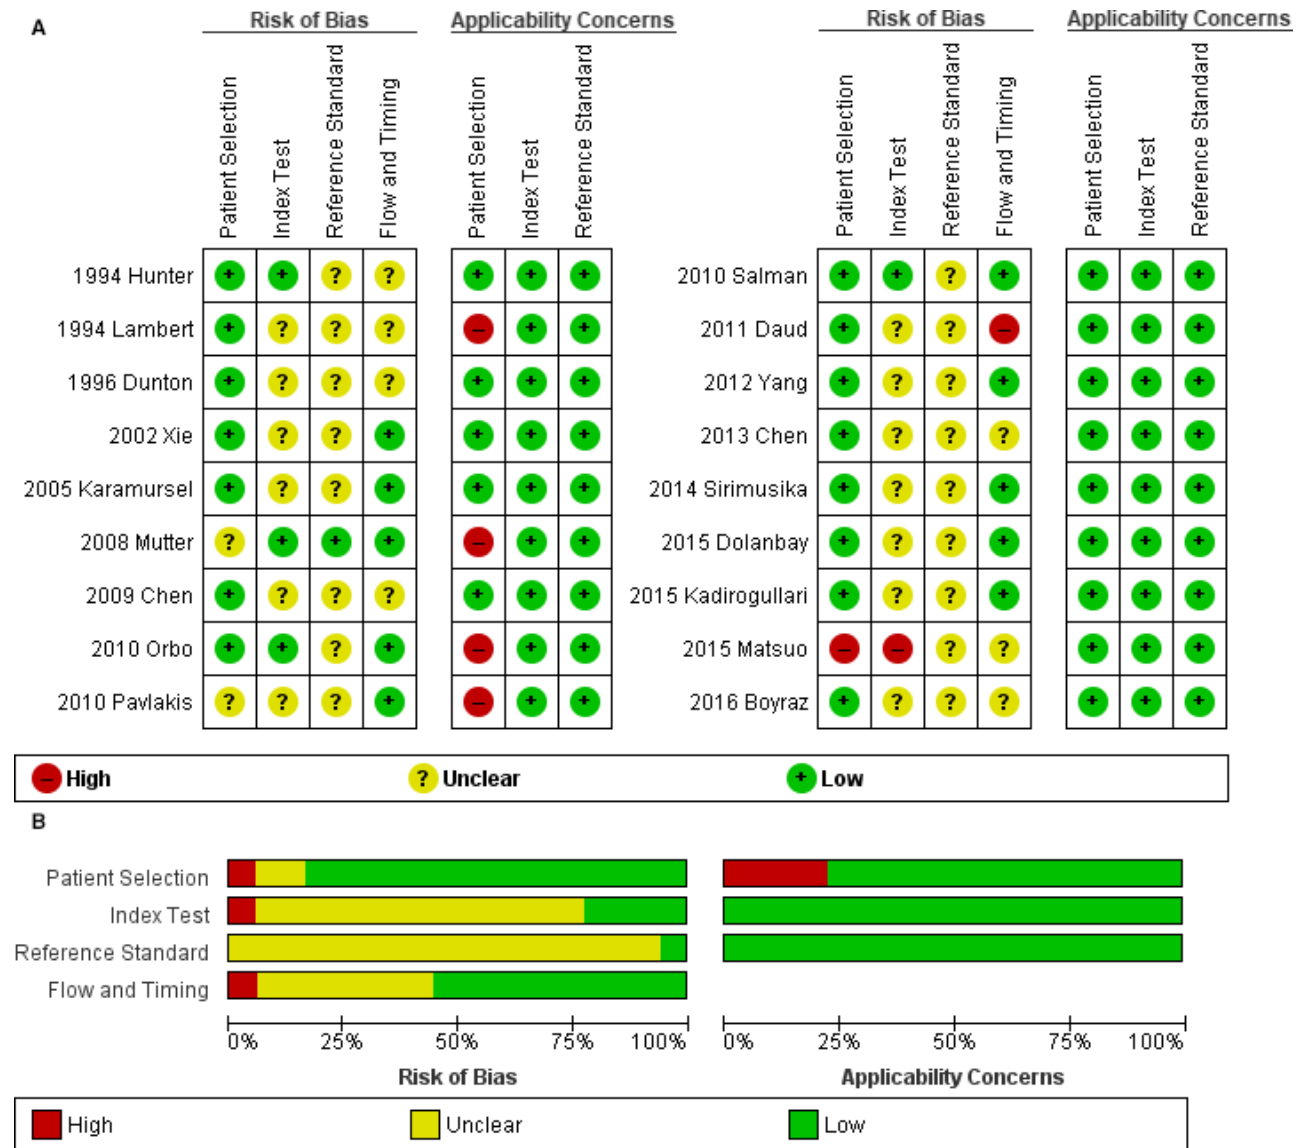 A
Risk of Bias Applicability Concerns Risk of Bias Applicability Concerns
Patient Selection
Index Test
Reference Standard
Flow and Timing
Patient Selection
Index Test
Reference Standard
Patient Selection
Index Test
Reference Standard
Flow and Timing
Patient Selection
Index Test
Reference Standard
1994 Hunter + + ? ? + + + 2010 Salman + + ? + + + +
1994 Lambert + ? ? ? – + + 2011 Daud + ? ? – + + +
1996 Dunton + ? ? ? + + + 2012 Yang + ? ? + + + +
2002 Xie + ? ? + + + + 2013 Chen + ? ? ? + + +
2005 Karamursel + ? ? + + + + 2014 Sirimusika + ? ? + + + +
2008 Mutter ? + + + – + + 2015 Dolanbay + ? ? + + + +
2009 Chen + ? ? ? + + + 2015 Kadirogullari + ? ? + + + +
2010 Orbo + + ? + – + + 2015 Matsuo – – ? ? + + +
2010 Pavlakis ? ? ? + – + + 2016 Boyraz + ? ? ? + + +
– High ? Unclear + Low
B
Patient Selection
Index Test
Reference Standard
Flow and Timing
0% 25% 50% 75% 100% 0% 25% 50% 75% 100%
Risk of Bias Applicability Concerns
High Unclear Low